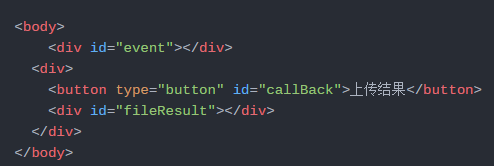 <body>
    <div id="event"></div>
  <div>
    <button type="button" id="callBack">上传结果</button>
    <div id="fileResult"></div>
  </div>
</body>